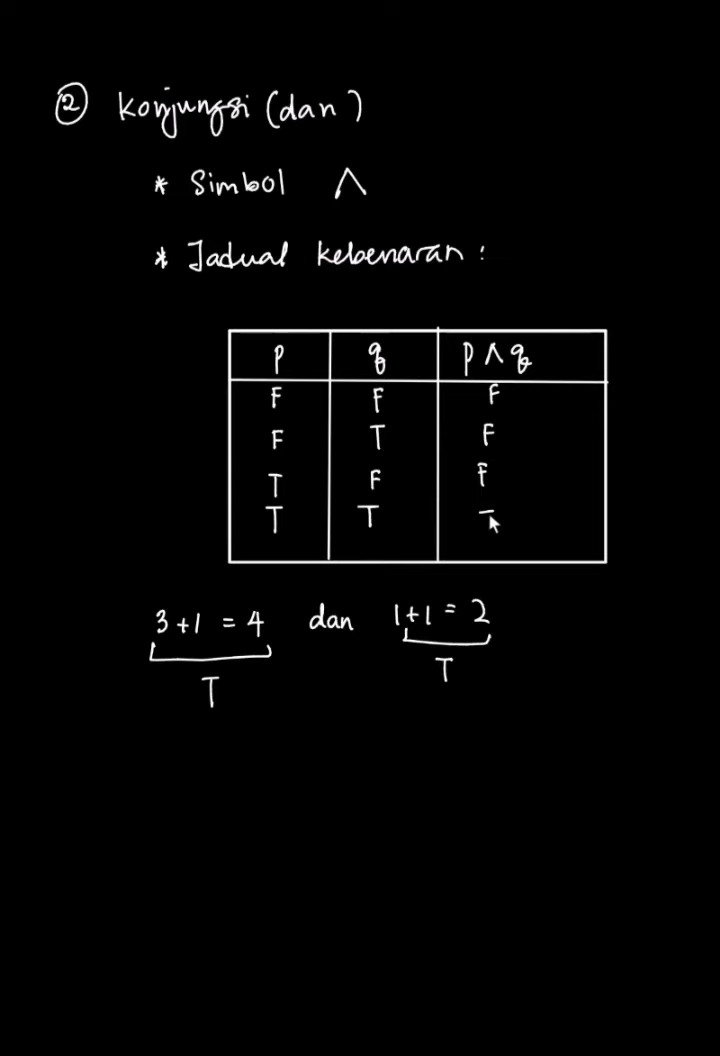 ② Konjungsi (dan)
* Simbol ∧
* Jadual kebenaran :
p q p ∧ q
F F F
F T F
T F F
T T
3+1 = 4 dan 1+1 = 2
T T